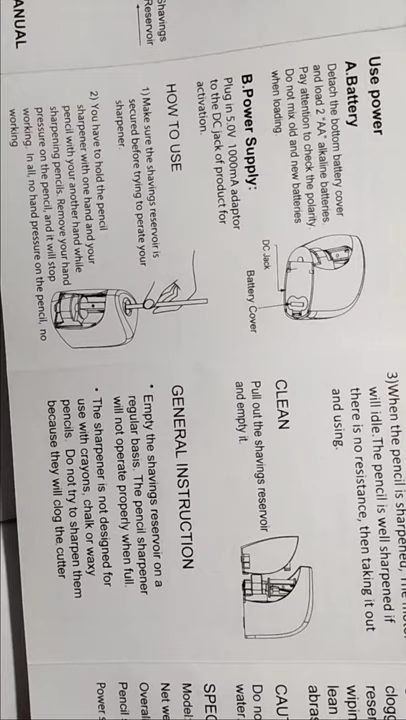 Shavings
Reservoir
ANUAL
Use power
A.Battery
Detach the bottom battery cover
and load 2 "AA" alkaline batteries.
Pay attention to check the polarity.
Do not mix old and new batteries
when loading
DC Jack
Battery Cover
B.Power Supply:
Plug in 5.0V 1000mA adaptor
to the DC jack of product for
activation.
HOW TO USE
1) Make sure the shavings reservoir is
secured before trying to perate your
sharpener.
2) You have to hold the pencil
sharpener with one hand and your
pencil with your another hand while
sharpening pencils. Remove your hand
pressure on the pencil, and it will stop
working. In all, no hand pressure on the pencil, no
working
3)When the pencil is sharpened, The
will idle.The pencil is well sharpened if
there is no resistance, then taking it out
and using.
CLEAN
Pull out the shavings reservoir
and empty it.
GENERAL INSTRUCTION
• Empty the shavings reservoir on a
regular basis. The pencil sharpener
will not operate properly when full.
• The sharpener is not designed for
use with crayons, chalk or waxy
pencils. Do not try to sharpen them
because they will clog the cutter
clogg
rese
wipin
lean
abra
CAU
Do no
water
SPEC
Model:
Net we
Overall
Pencil
Power s